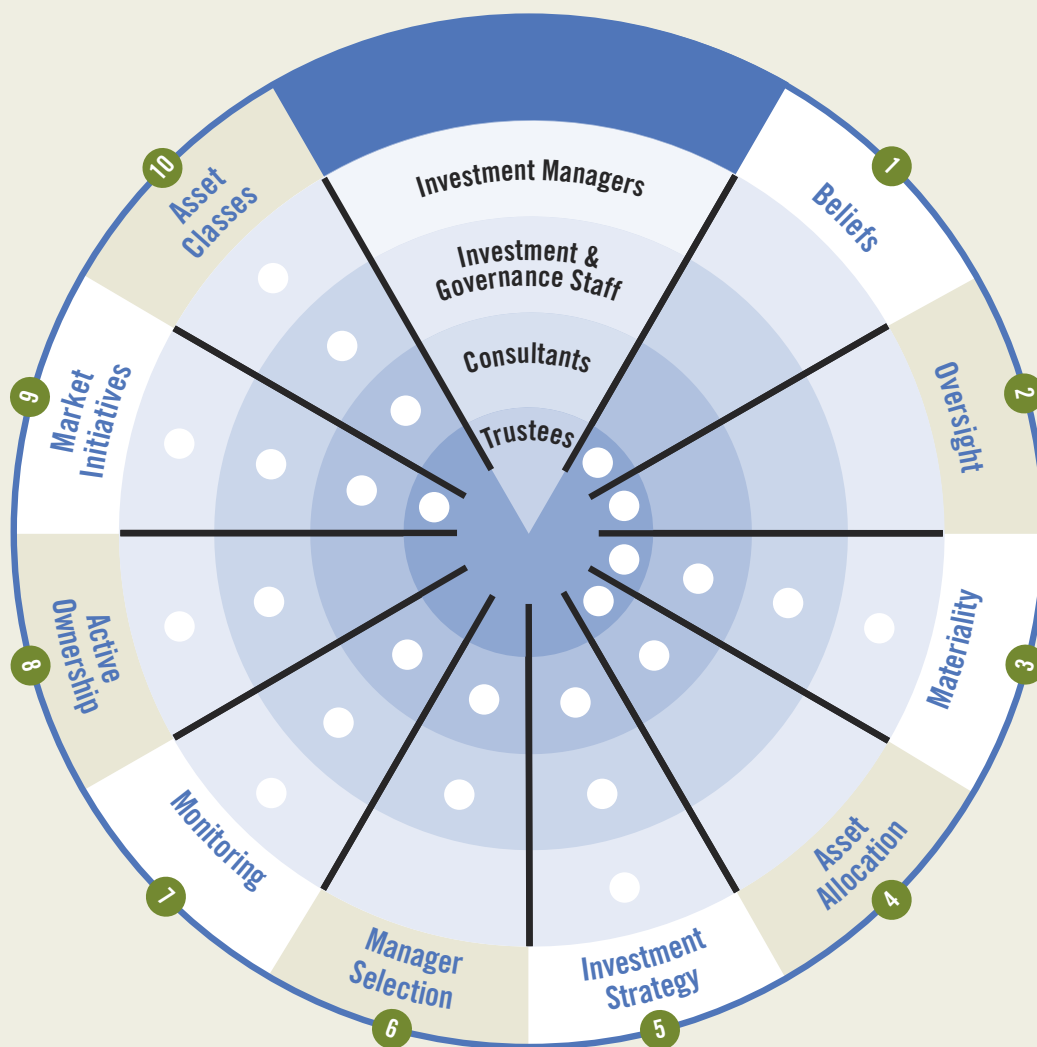 Investment Managers
Investment &
Governance Staff
Consultants
Trustees
1
Beliefs
2
Oversight
3
Materiality
4
Asset
Allocation
5
Investment
Strategy
6
Manager
Selection
7
Monitoring
8
Active
Ownership
9
Market
Initiatives
10
Asset
Classes